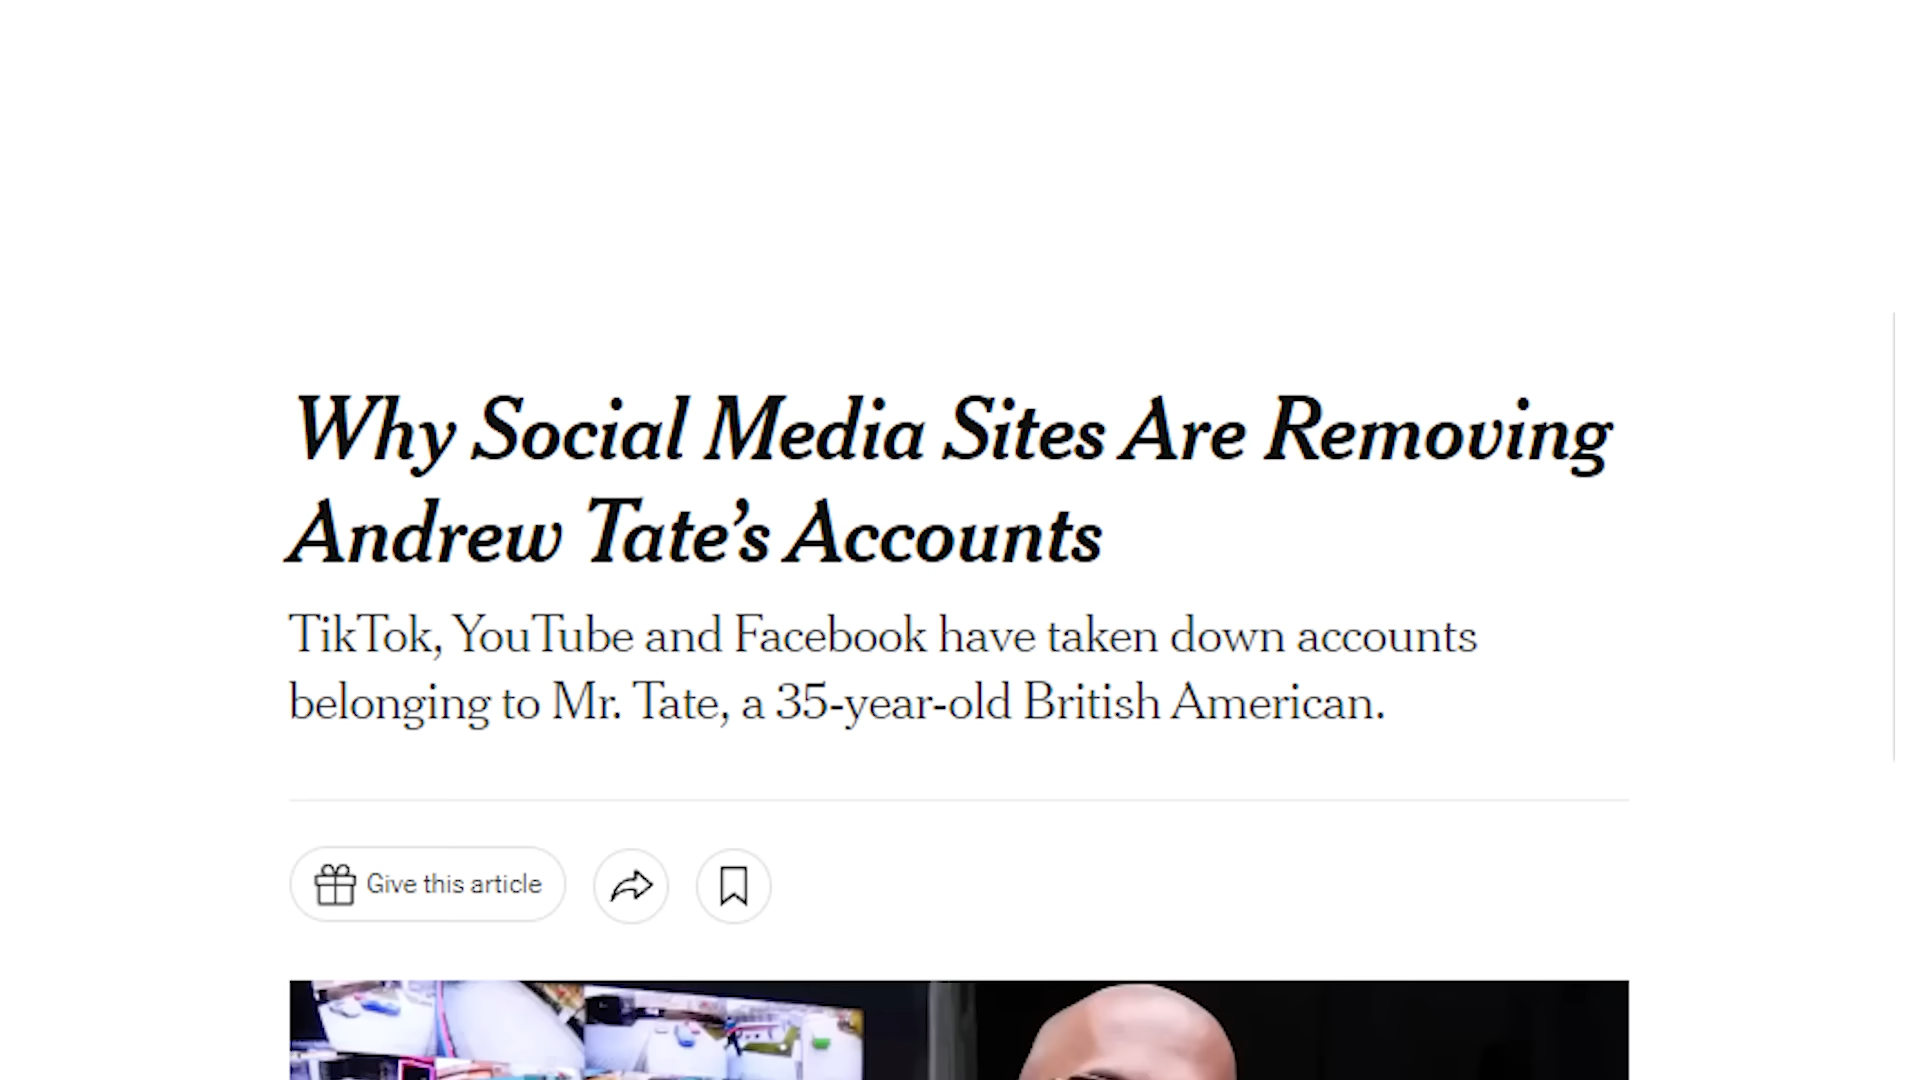 Why Social Media Sites Are Removing
Andrew Tate’s Accounts
TikTok, YouTube and Facebook have taken down accounts
belonging to Mr. Tate, a 35-year-old British American.
Give this article